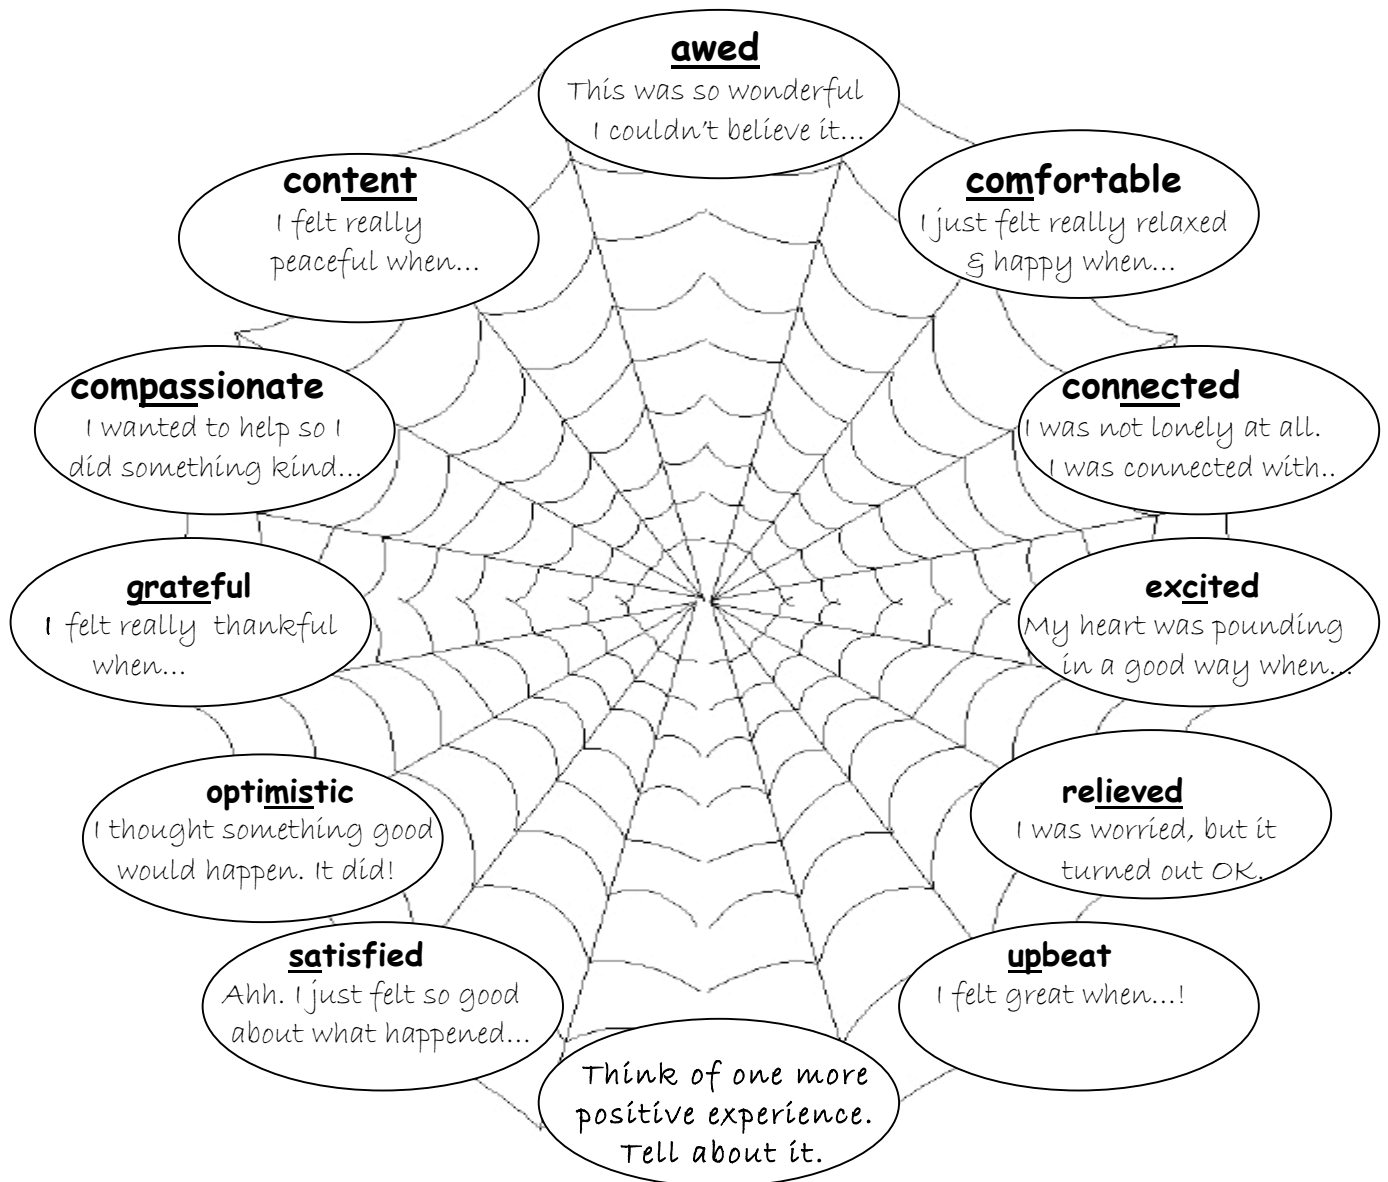 awed
This was so wonderful
I couldn't believe it...
content
I felt really
peaceful when...
comfortable
I just felt really relaxed
& happy when...
compassionate
I wanted to help so I
did something kind...
connected
I was not lonely at all.
I was connected with..
grateful
I felt really thankful
when...
excited
My heart was pounding
in a good way when...
optimistic
I thought something good
would happen. It did!
relieved
I was worried, but it
turned out OK.
satisfied
Ahh. I just felt so good
about what happened...
upbeat
I felt great when...!
Think of one more
positive experience.
Tell about it.